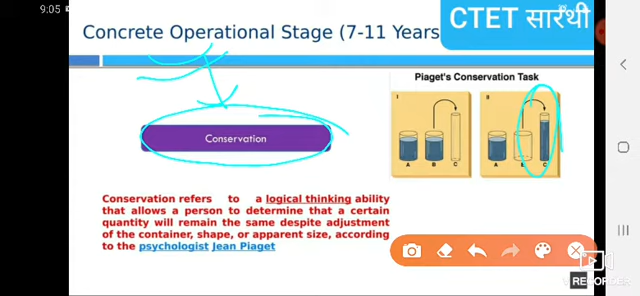 9:05
Concrete Operational Stage (7-11 Years
CTET सारथी
Conservation
Piaget's Conservation Task
I
II
A B C
A B C
Conservation refers to a logical thinking ability
that allows a person to determine that a certain
quantity will remain the same despite adjustment
of the container, shape, or apparent size, according
to the psychologist Jean Piaget
RECORDER